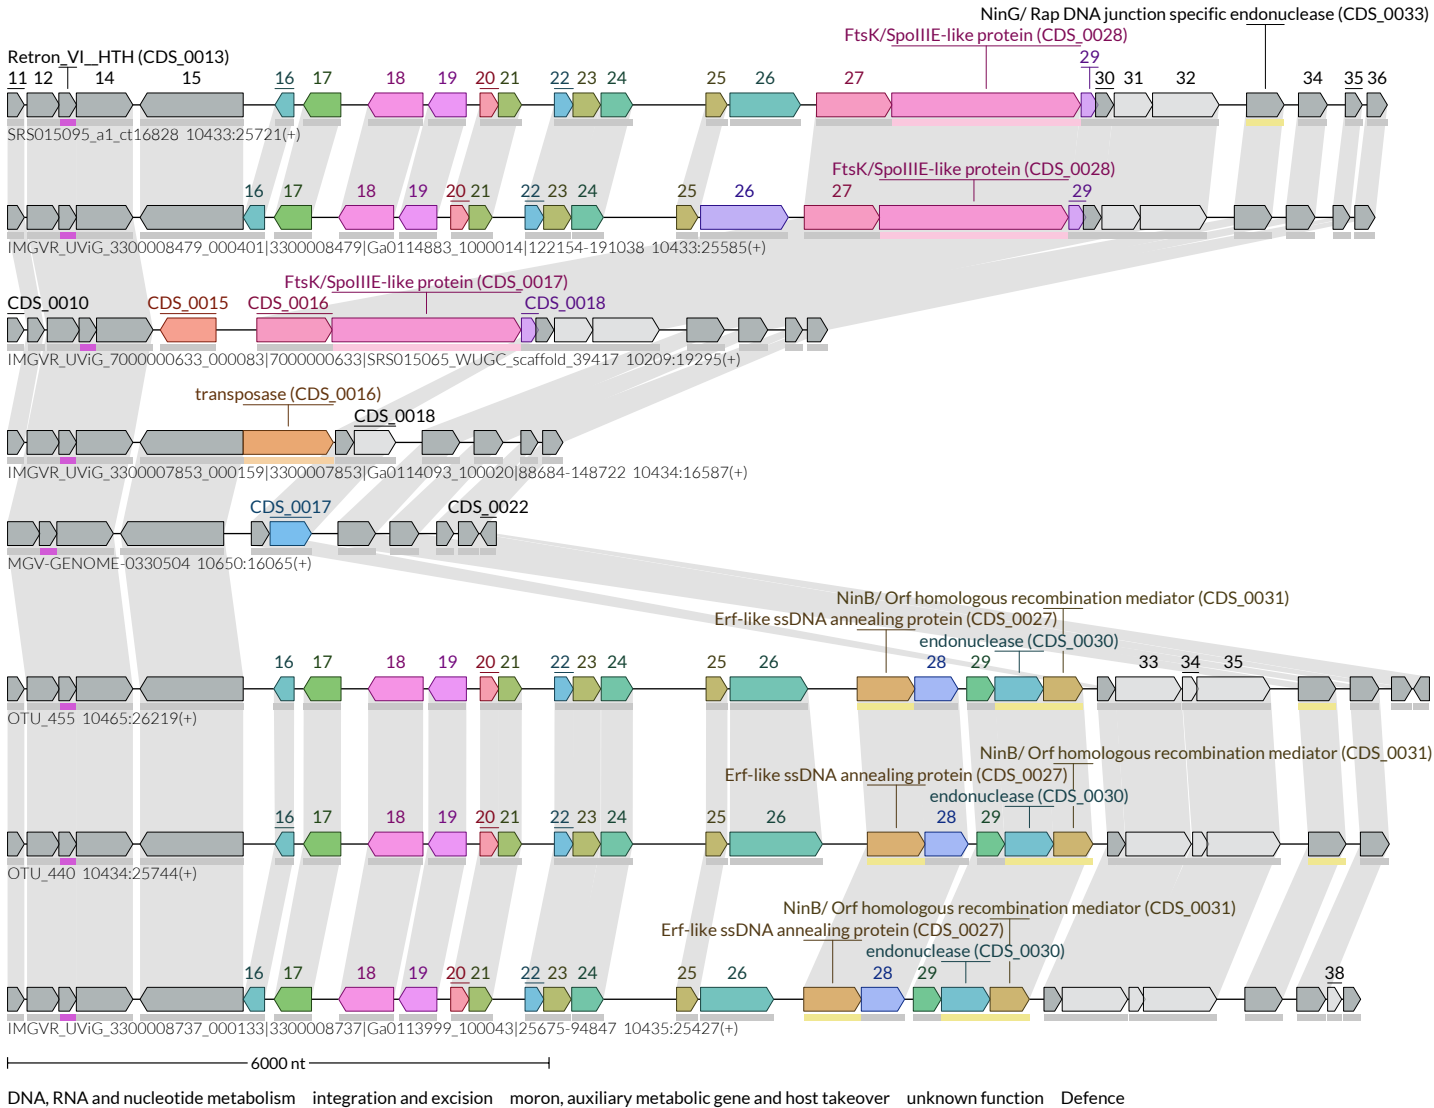 NinG/ Rap DNA junction specific endonuclease (CDS_0033)
FtsK/SpoIIIE-like protein (CDS_0028)
Retron_VI__HTH (CDS_0013)
29
11 12 14 15 16 17 18 19 20 21 22 23 24 25 26 27 30 31 32 34 35 36
SRS015095_a1_ct16828 10433:25721(+)
FtsK/SpoIIIE-like protein (CDS_0028)
16 17 18 19 20 21 22 23 24 25 26 27 29
IMGVR_UViG_3300008479_000401|3300008479|Ga0114883_1000014|122154-191038 10433:25585(+)
FtsK/SpoIIIE-like protein (CDS_0017)
CDS_0010 CDS_0015 CDS_0016 CDS_0018
IMGVR_UViG_7000000633_000083|7000000633|SRS015065_WUGC_scaffold_39417 10209:19295(+)
transposase (CDS_0016)
CDS_0018
IMGVR_UViG_3300007853_000159|3300007853|Ga0114093_100020|88684-148722 10434:16587(+)
CDS_0017 CDS_0022
MGV-GENOME-0330504 10650:16065(+)
NinB/ Orf homologous recombination mediator (CDS_0031)
Erf-like ssDNA annealing protein (CDS_0027)
endonuclease (CDS_0030)
16 17 18 19 20 21 22 23 24 25 26 28 29 33 34 35
OTU_455 10465:26219(+)
NinB/ Orf homologous recombination mediator (CDS_0031)
Erf-like ssDNA annealing protein (CDS_0027)
endonuclease (CDS_0030)
16 17 18 19 20 21 22 23 24 25 26 28 29
OTU_440 10434:25744(+)
NinB/ Orf homologous recombination mediator (CDS_0031)
Erf-like ssDNA annealing protein (CDS_0027)
endonuclease (CDS_0030)
16 17 18 19 20 21 22 23 24 25 26 28 29 38
IMGVR_UViG_3300008737_000133|3300008737|Ga0113999_100043|25675-94847 10435:25427(+)
6000 nt
DNA, RNA and nucleotide metabolism integration and excision moron, auxiliary metabolic gene and host takeover unknown function Defence